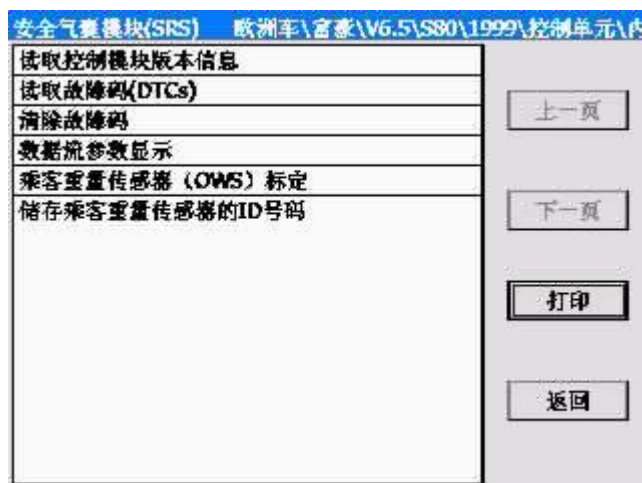 安全气囊模块(SRS) 欧洲车\富豪\V6.5\S80\1999\控制单元\
读取控制模块版本信息
读取故障码(DTCs)
清除故障码
数据流参数显示
乘客重量传感器（OWS）标定
储存乘客重量传感器的ID号码
上一页
下一页
打印
返回